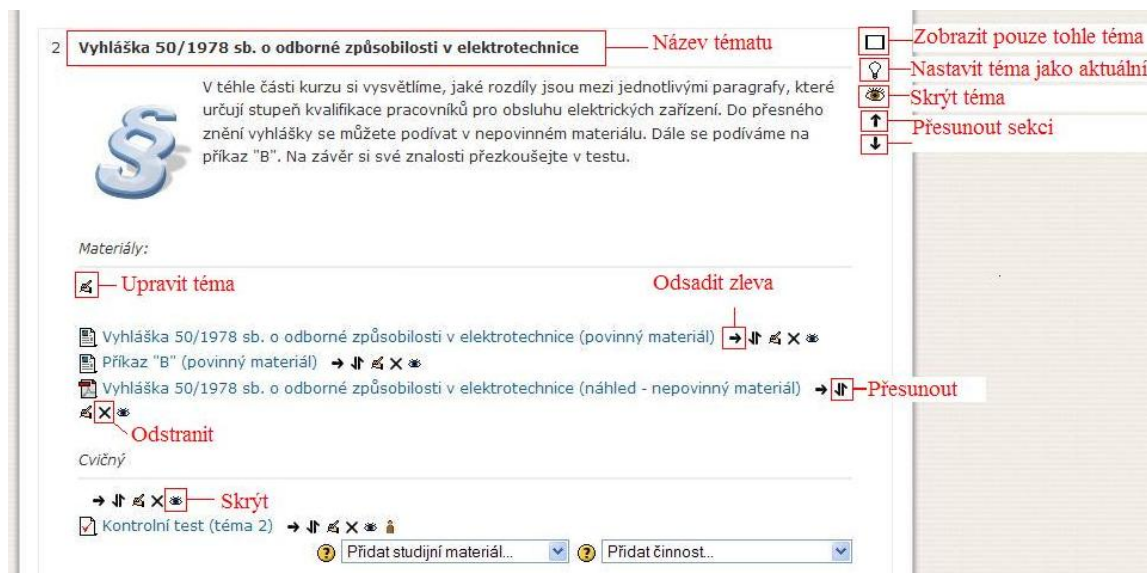 2 Vyhláška 50/1978 sb. o odborné způsobilosti v elektrotechnice
Název tématu
Zobrazit pouze tohle téma
Nastavit téma jako aktuální
Skrýt téma
Přesunout sekci
V téhle části kurzu si vysvětlíme, jaké rozdíly jsou mezi jednotlivými paragrafy, které
určují stupeň kvalifikace pracovníků pro obsluhu elektrických zařízení. Do přesného
znění vyhlášky se můžete podívat v nepovinném materiálu. Dále se podíváme na
příkaz "B". Na závěr si své znalosti přezkoušejte v testu.
§
Materiály:
Upravit téma
Odsadit zleva
Vyhláška 50/1978 sb. o odborné způsobilosti v elektrotechnice (povinný materiál)
Příkaz "B" (povinný materiál)
Vyhláška 50/1978 sb. o odborné způsobilosti v elektrotechnice (náhled - nepovinný materiál)
Přesunout
Odstranit
Cvičný
Skrýt
Kontrolní test (téma 2)
? Přidat studijní materiál... ? Přidat činnost...